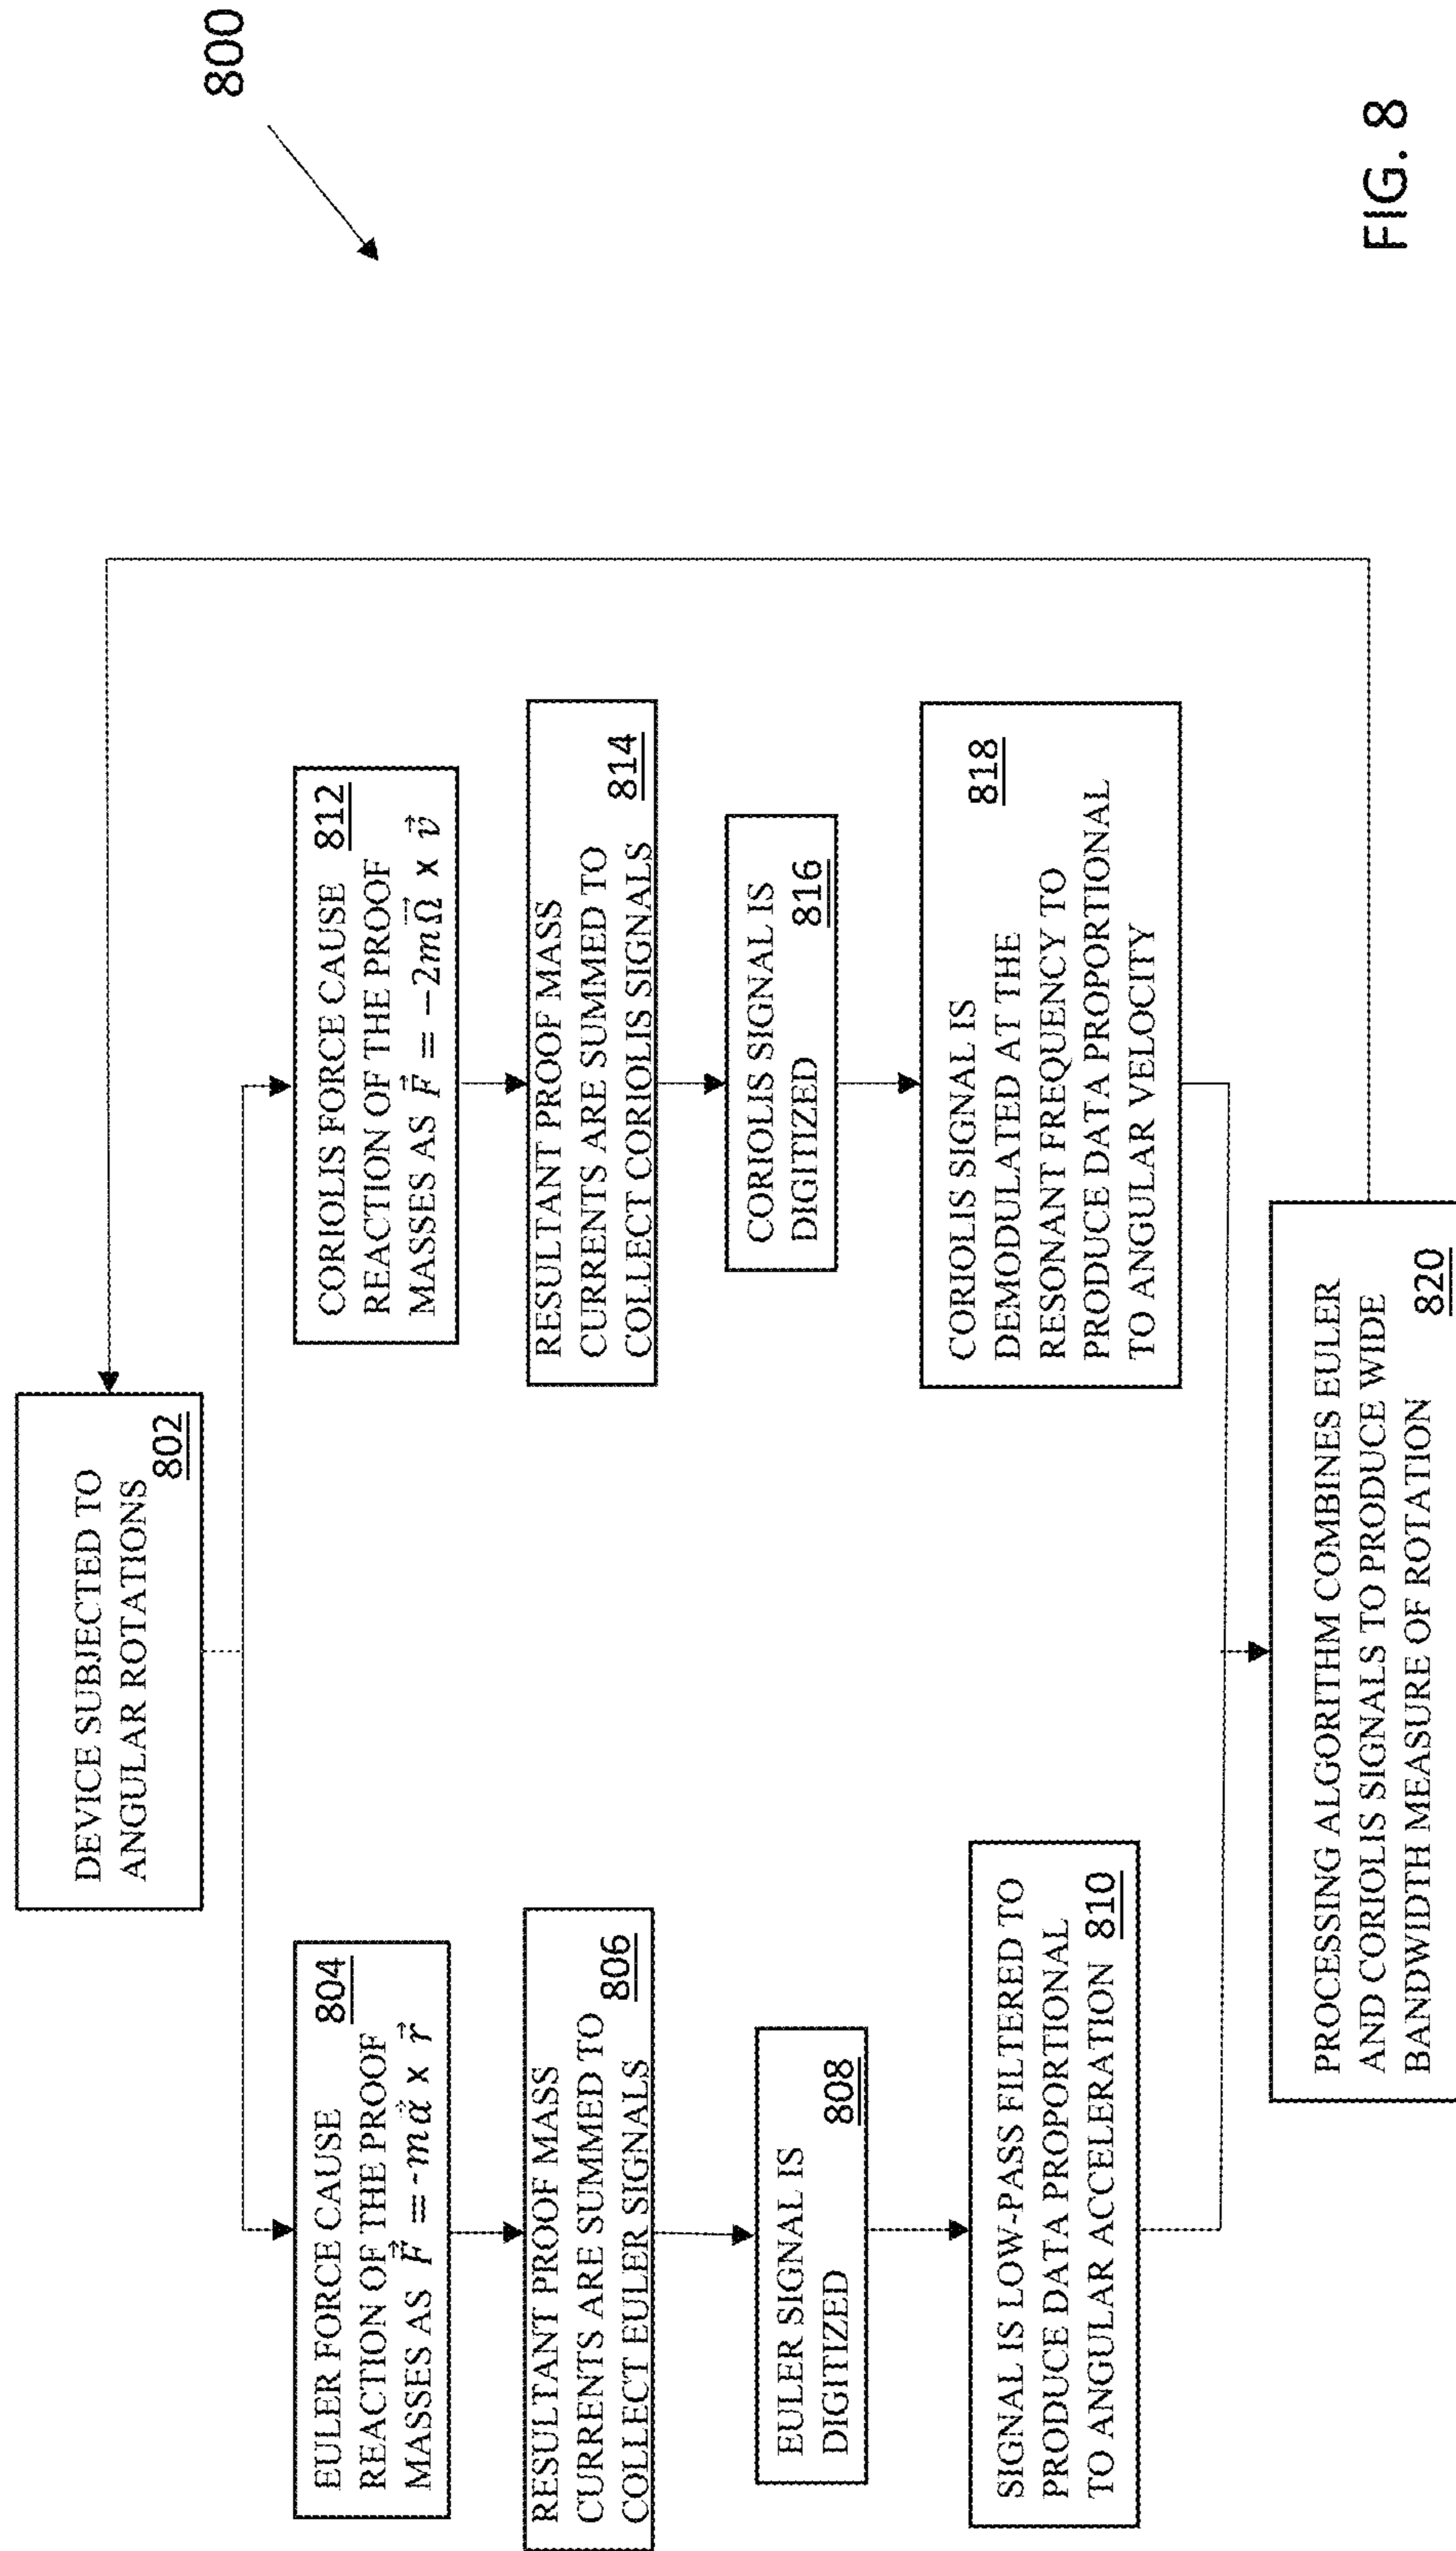 800
DEVICE SUBJECTED TO
ANGULAR ROTATIONS
802
EULER FORCE CAUSE
804
REACTION OF THE PROOF
MASSES AS F⃗ = -mα⃗ x r⃗
RESULTANT PROOF MASS
CURRENTS ARE SUMMED TO
806
COLLECT EULER SIGNALS
EULER SIGNAL IS
DIGITIZED
808
SIGNAL IS LOW-PASS FILTERED TO
PRODUCE DATA PROPORTIONAL
TO ANGULAR ACCELERATION 810
CORIOLIS FORCE CAUSE 812
REACTION OF THE PROOF
MASSES AS F⃗ = −2mΩ⃗ x v⃗
RESULTANT PROOF MASS
CURRENTS ARE SUMMED TO
814
COLLECT CORIOLIS SIGNALS
CORIOLIS SIGNAL IS
DIGITIZED
816
CORIOLIS SIGNAL IS
818
DEMODULATED AT THE
RESONANT FREQUENCY TO
PRODUCE DATA PROPORTIONAL
TO ANGULAR VELOCITY
PROCESSING ALGORITHM COMBINES EULER
AND CORIOLIS SIGNALS TO PRODUCE WIDE
BANDWIDTH MEASURE OF ROTATION
820
FIG. 8